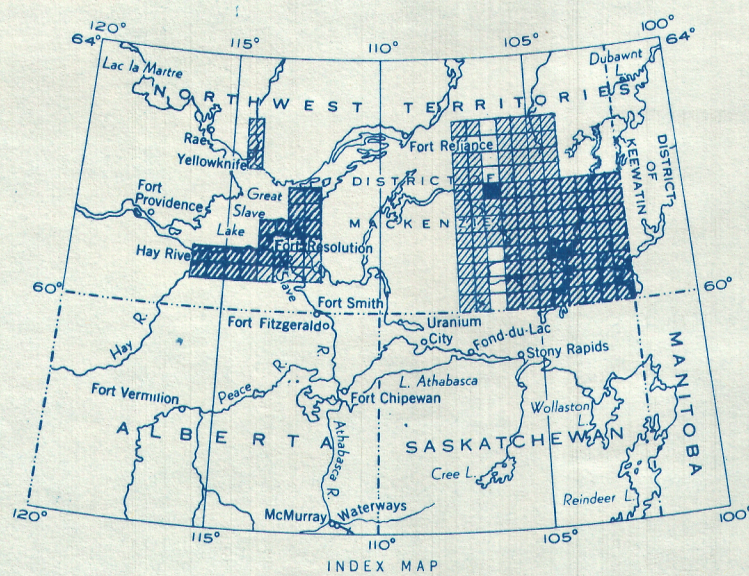 120°
115°
110°
105°
100°
64°
64°
Lac la Martre
Dubawnt
L.
NORTHWEST TERRITORIES
Rae
Yellowknife
Fort Reliance
DISTRICT
OF
KEEWATIN
DISTRICT F
MACKENZIE
Fort
Providence
Great
Slave
Lake
Hay River
Fort Resolution
Slave
60°
60°
Fort Smith
Fort Fitzgerald
R.
Uranium
City
Fond-du-Lac
Stony Rapids
Hay R.
MANITOBA
Fort Vermilion
Peace R.
L. Athabasca
Fort Chipewan
Wollaston
L.
ALBERTA
SASKATCHEWAN
Athabasca R.
Cree L.
Reindeer L.
McMurray
Waterways
120°
115°
110°
105°
100°
INDEX MAP